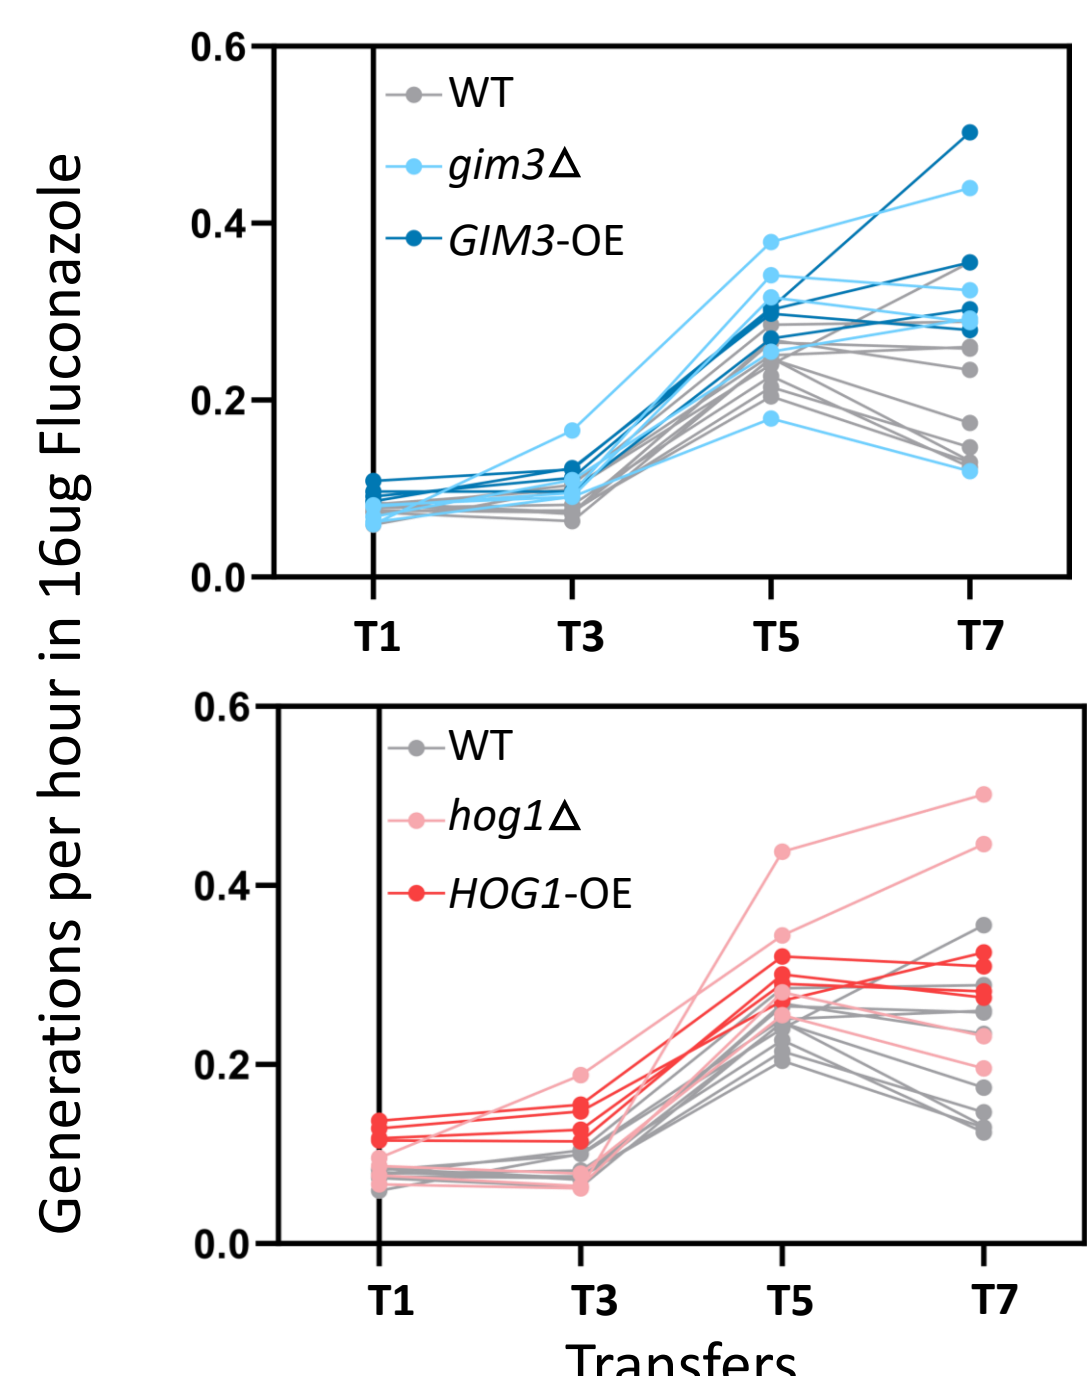 Generations per hour in 16ug Fluconazole
0.6
WT
gim3Δ
0.4
GIM3-OE
0.2
0.0
T1 T3 T5 T7
0.6
WT
hog1Δ
0.4
HOG1-OE
0.2
0.0
T1 T3 T5 T7
Transfers